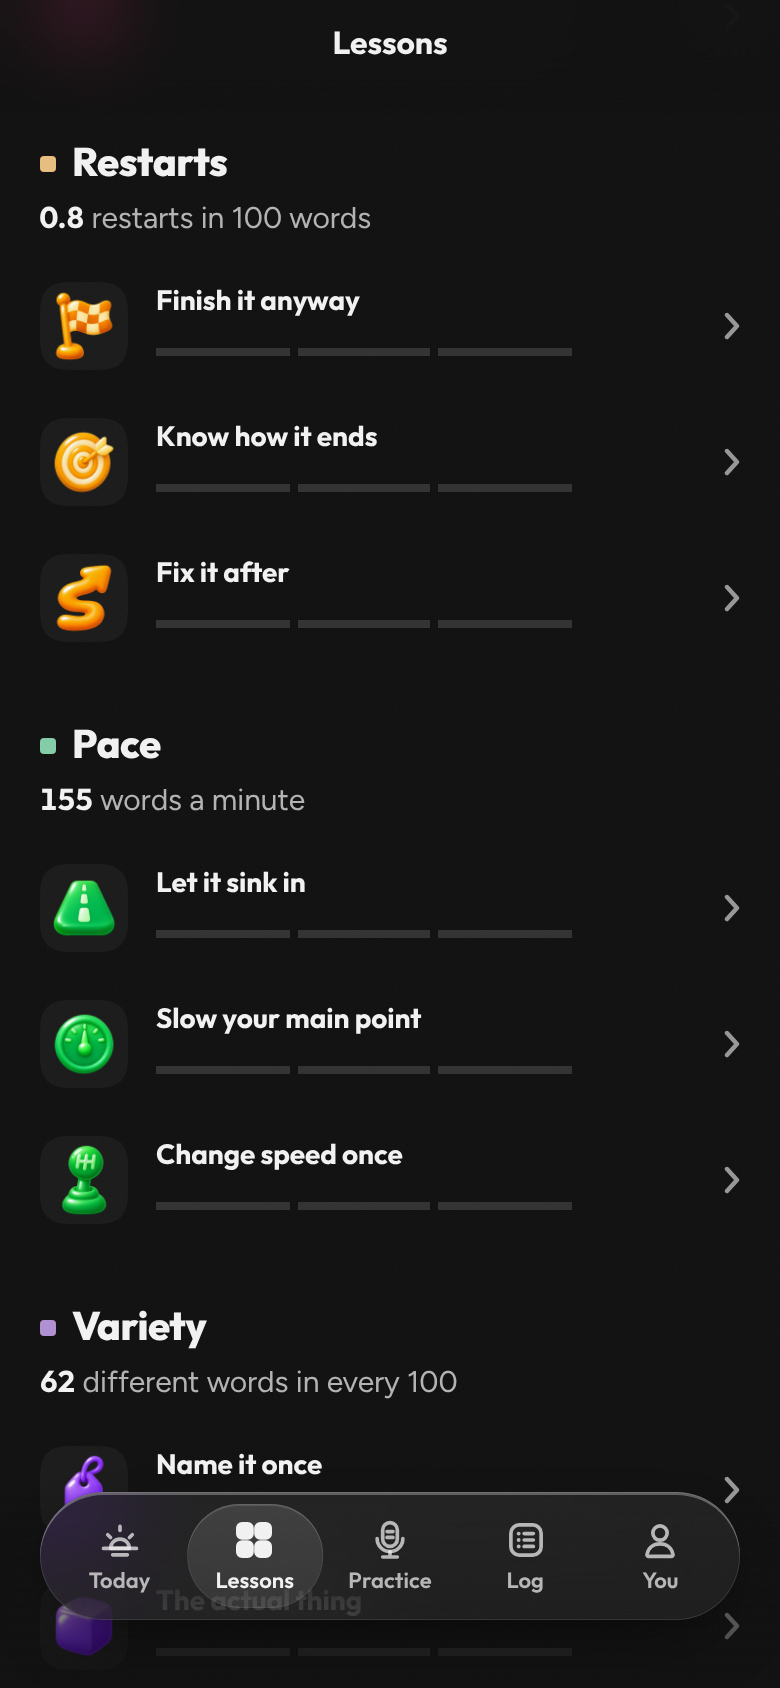 Lessons
Restarts
0.8 restarts in 100 words
Finish it anyway
Know how it ends
Fix it after
Pace
155 words a minute
Let it sink in
Slow your main point
Change speed once
Variety
62 different words in every 100
Name it once
Today
Lessons
Practice
Log
You
The actual thing